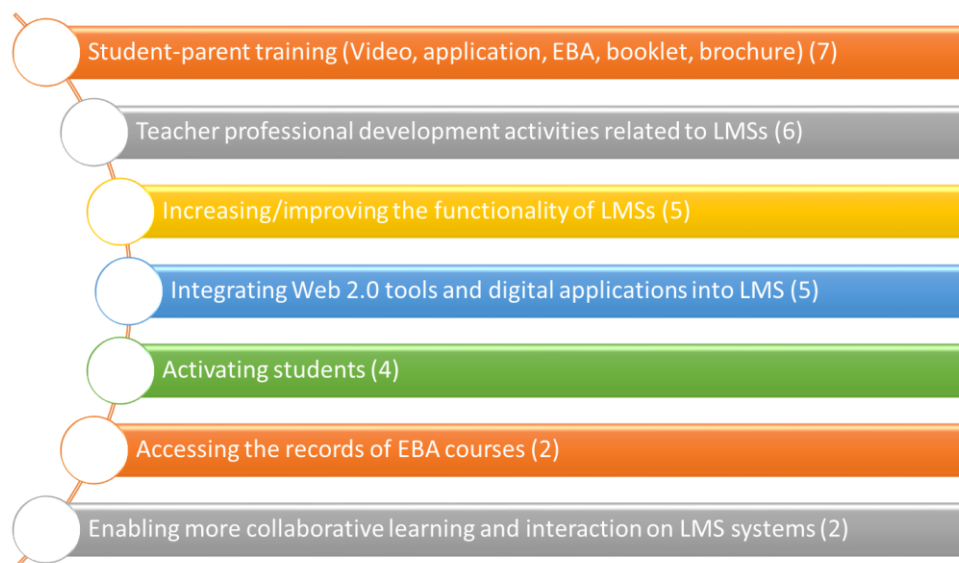 Student-parent training (Video, application, EBA, booklet, brochure) (7)
Teacher professional development activities related to LMSs (6)
Increasing/improving the functionality of LMSs (5)
Integrating Web 2.0 tools and digital applications into LMS (5)
Activating students (4)
Accessing the records of EBA courses (2)
Enabling more collaborative learning and interaction on LMS systems (2)